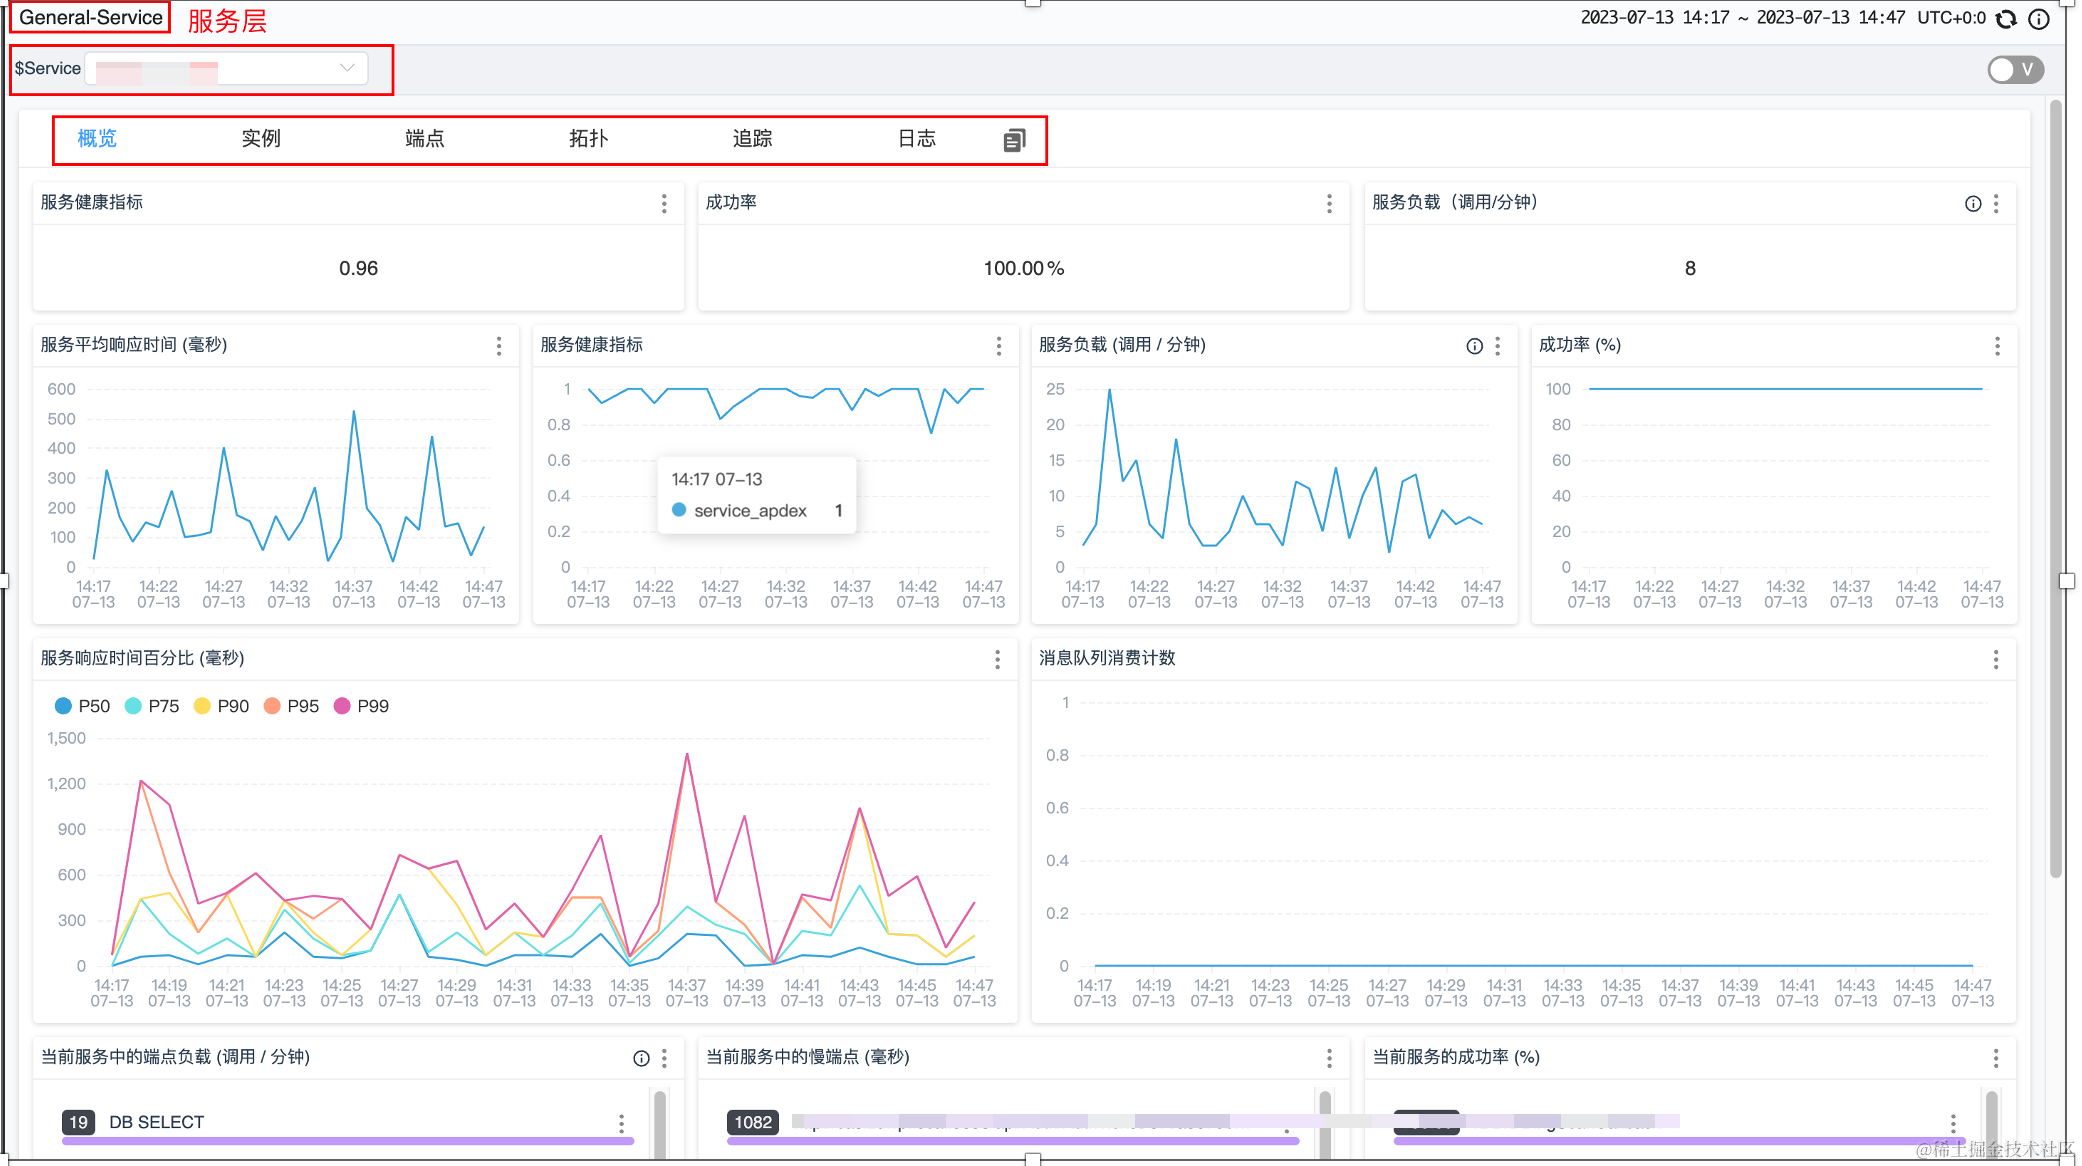 General-Service 服务层
2023-07-13 14:17 ~ 2023-07-13 14:47 UTC+0:0
$Service
V
概览 实例 端点 拓扑 追踪 日志
服务健康指标
0.96
成功率
100.00%
服务负载（调用/分钟）
8
服务平均响应时间 (毫秒)
600
500
400
300
200
100
0
14:17 14:22 14:27 14:32 14:37 14:42 14:47
07-13 07-13 07-13 07-13 07-13 07-13 07-13
服务健康指标
1
0.8
0.6
0.4
0.2
0
14:17 07-13
service_apdex 1
14:17 14:22 14:27 14:32 14:37 14:42 14:47
07-13 07-13 07-13 07-13 07-13 07-13 07-13
服务负载 (调用 / 分钟)
25
20
15
10
5
0
14:17 14:22 14:27 14:32 14:37 14:42 14:47
07-13 07-13 07-13 07-13 07-13 07-13 07-13
成功率 (%)
100
80
60
40
20
0
14:17 14:22 14:27 14:32 14:37 14:42 14:47
07-13 07-13 07-13 07-13 07-13 07-13 07-13
服务响应时间百分比 (毫秒)
P50 P75 P90 P95 P99
1,500
1,200
900
600
300
0
14:17 14:19 14:21 14:23 14:25 14:27 14:29 14:31 14:33 14:35 14:37 14:39 14:41 14:43 14:45 14:47
07-13 07-13 07-13 07-13 07-13 07-13 07-13 07-13 07-13 07-13 07-13 07-13 07-13 07-13 07-13 07-13
消息队列消费计数
1
0.8
0.6
0.4
0.2
0
14:17 14:19 14:21 14:23 14:25 14:27 14:29 14:31 14:33 14:35 14:37 14:39 14:41 14:43 14:45 14:47
07-13 07-13 07-13 07-13 07-13 07-13 07-13 07-13 07-13 07-13 07-13 07-13 07-13 07-13 07-13 07-13
当前服务中的端点负载 (调用 / 分钟)
19 DB SELECT
当前服务中的慢端点 (毫秒)
1082
当前服务的成功率 (%)
@稀土掘金技术社区